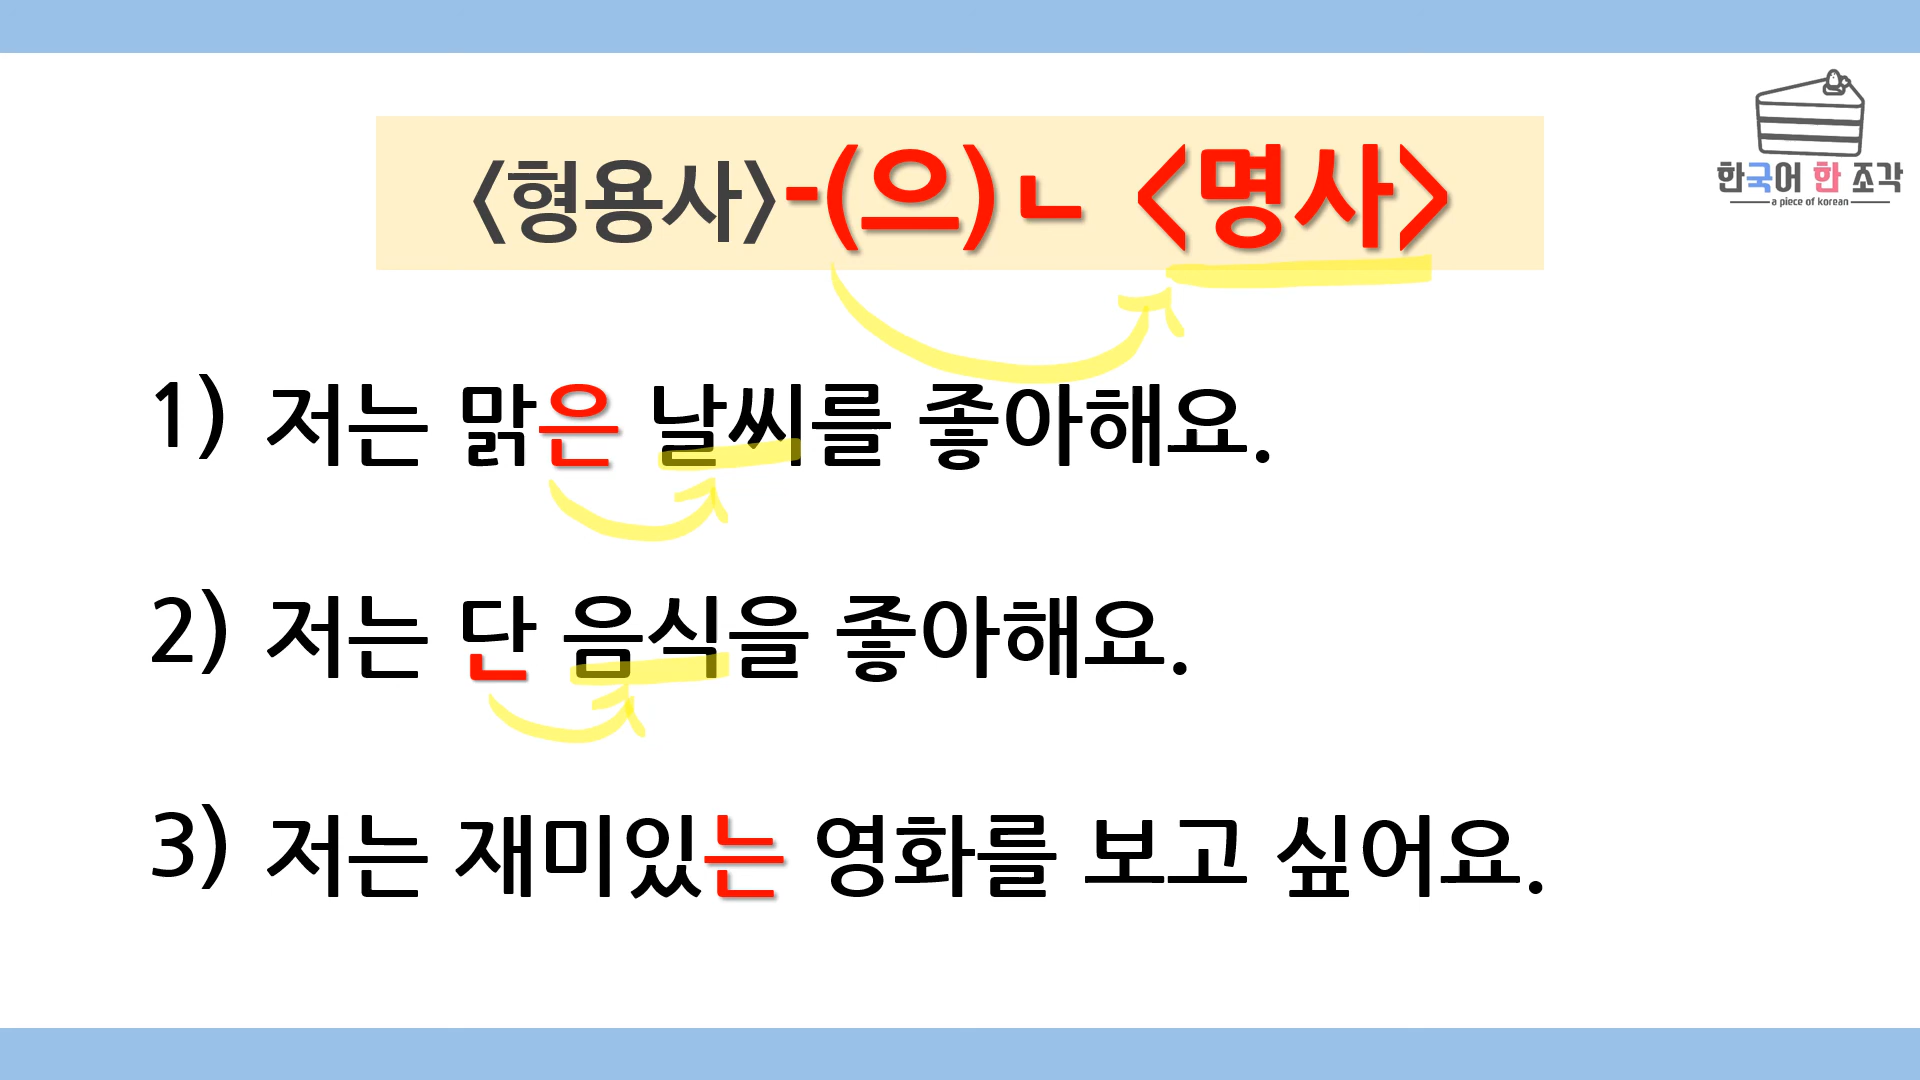 <형용사>-(으)ㄴ <명사>
한국어 한 조각
a piece of korean
1) 저는 맑은 날씨를 좋아해요.
2) 저는 단 음식을 좋아해요.
3) 저는 재미있는 영화를 보고 싶어요.